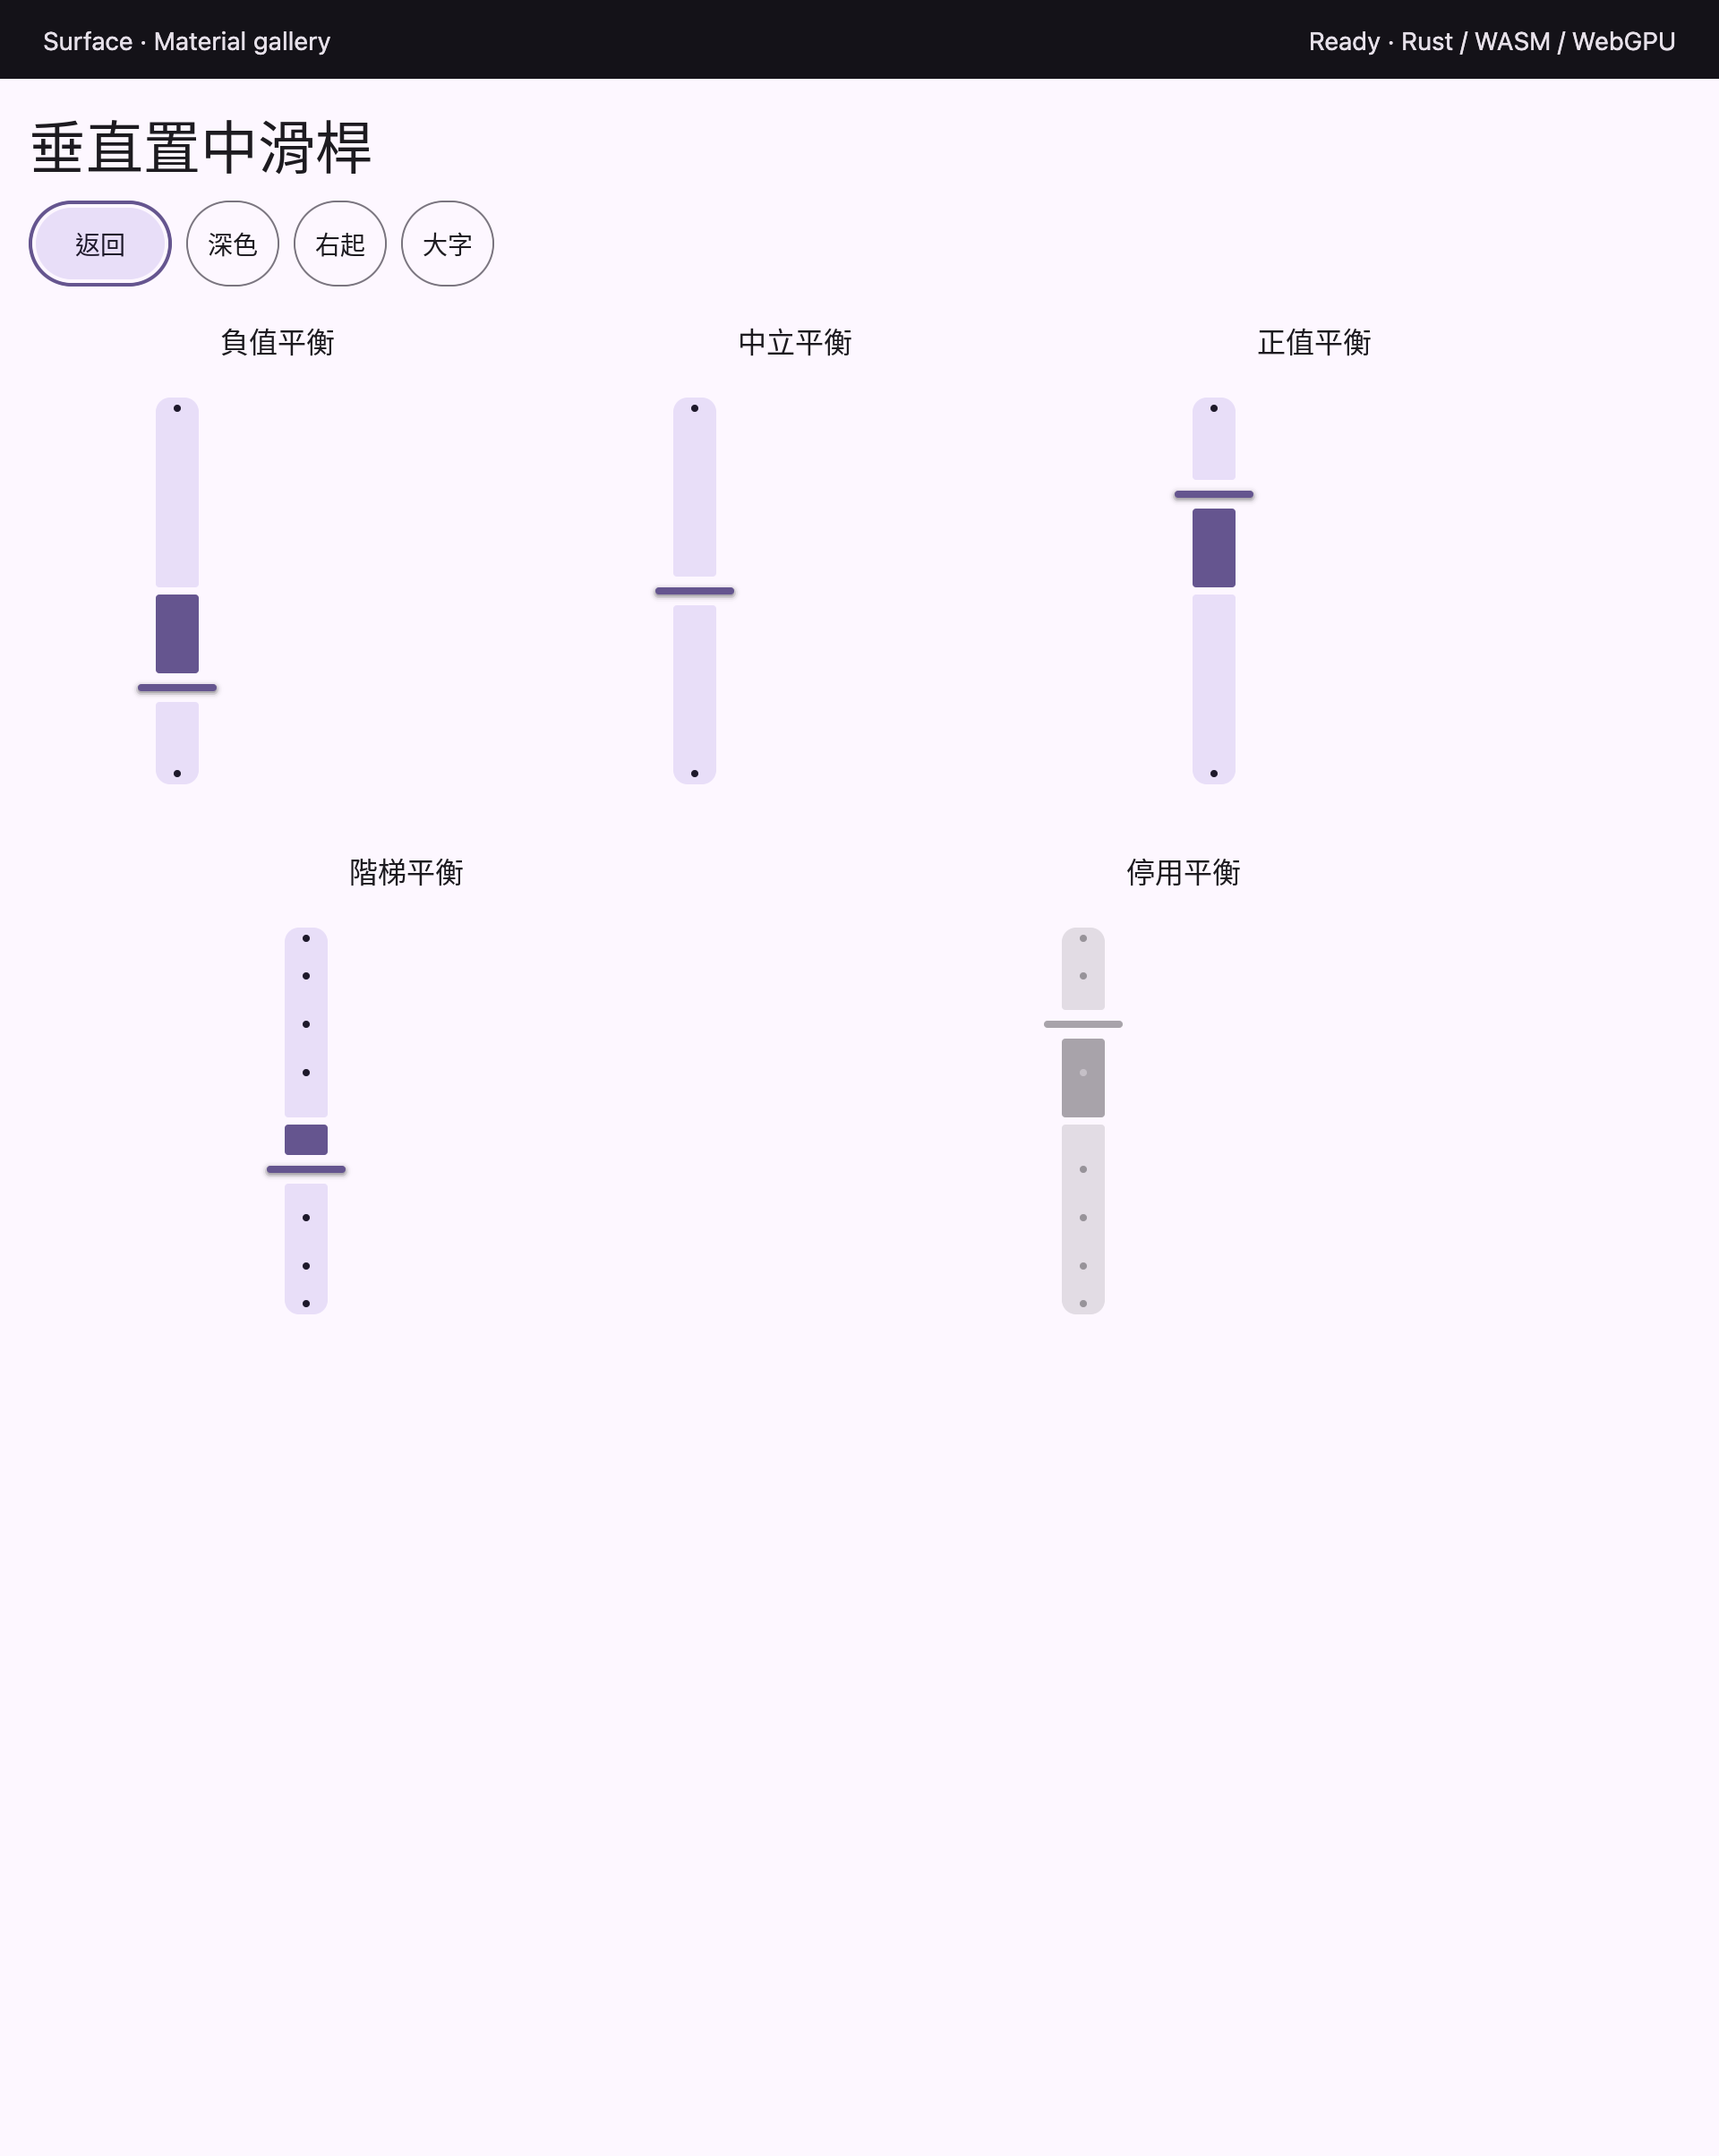 Surface · Material gallery
Ready · Rust / WASM / WebGPU
垂直置中滑桿
返回
深色
右起
大字
負值平衡
中立平衡
正值平衡
階梯平衡
停用平衡